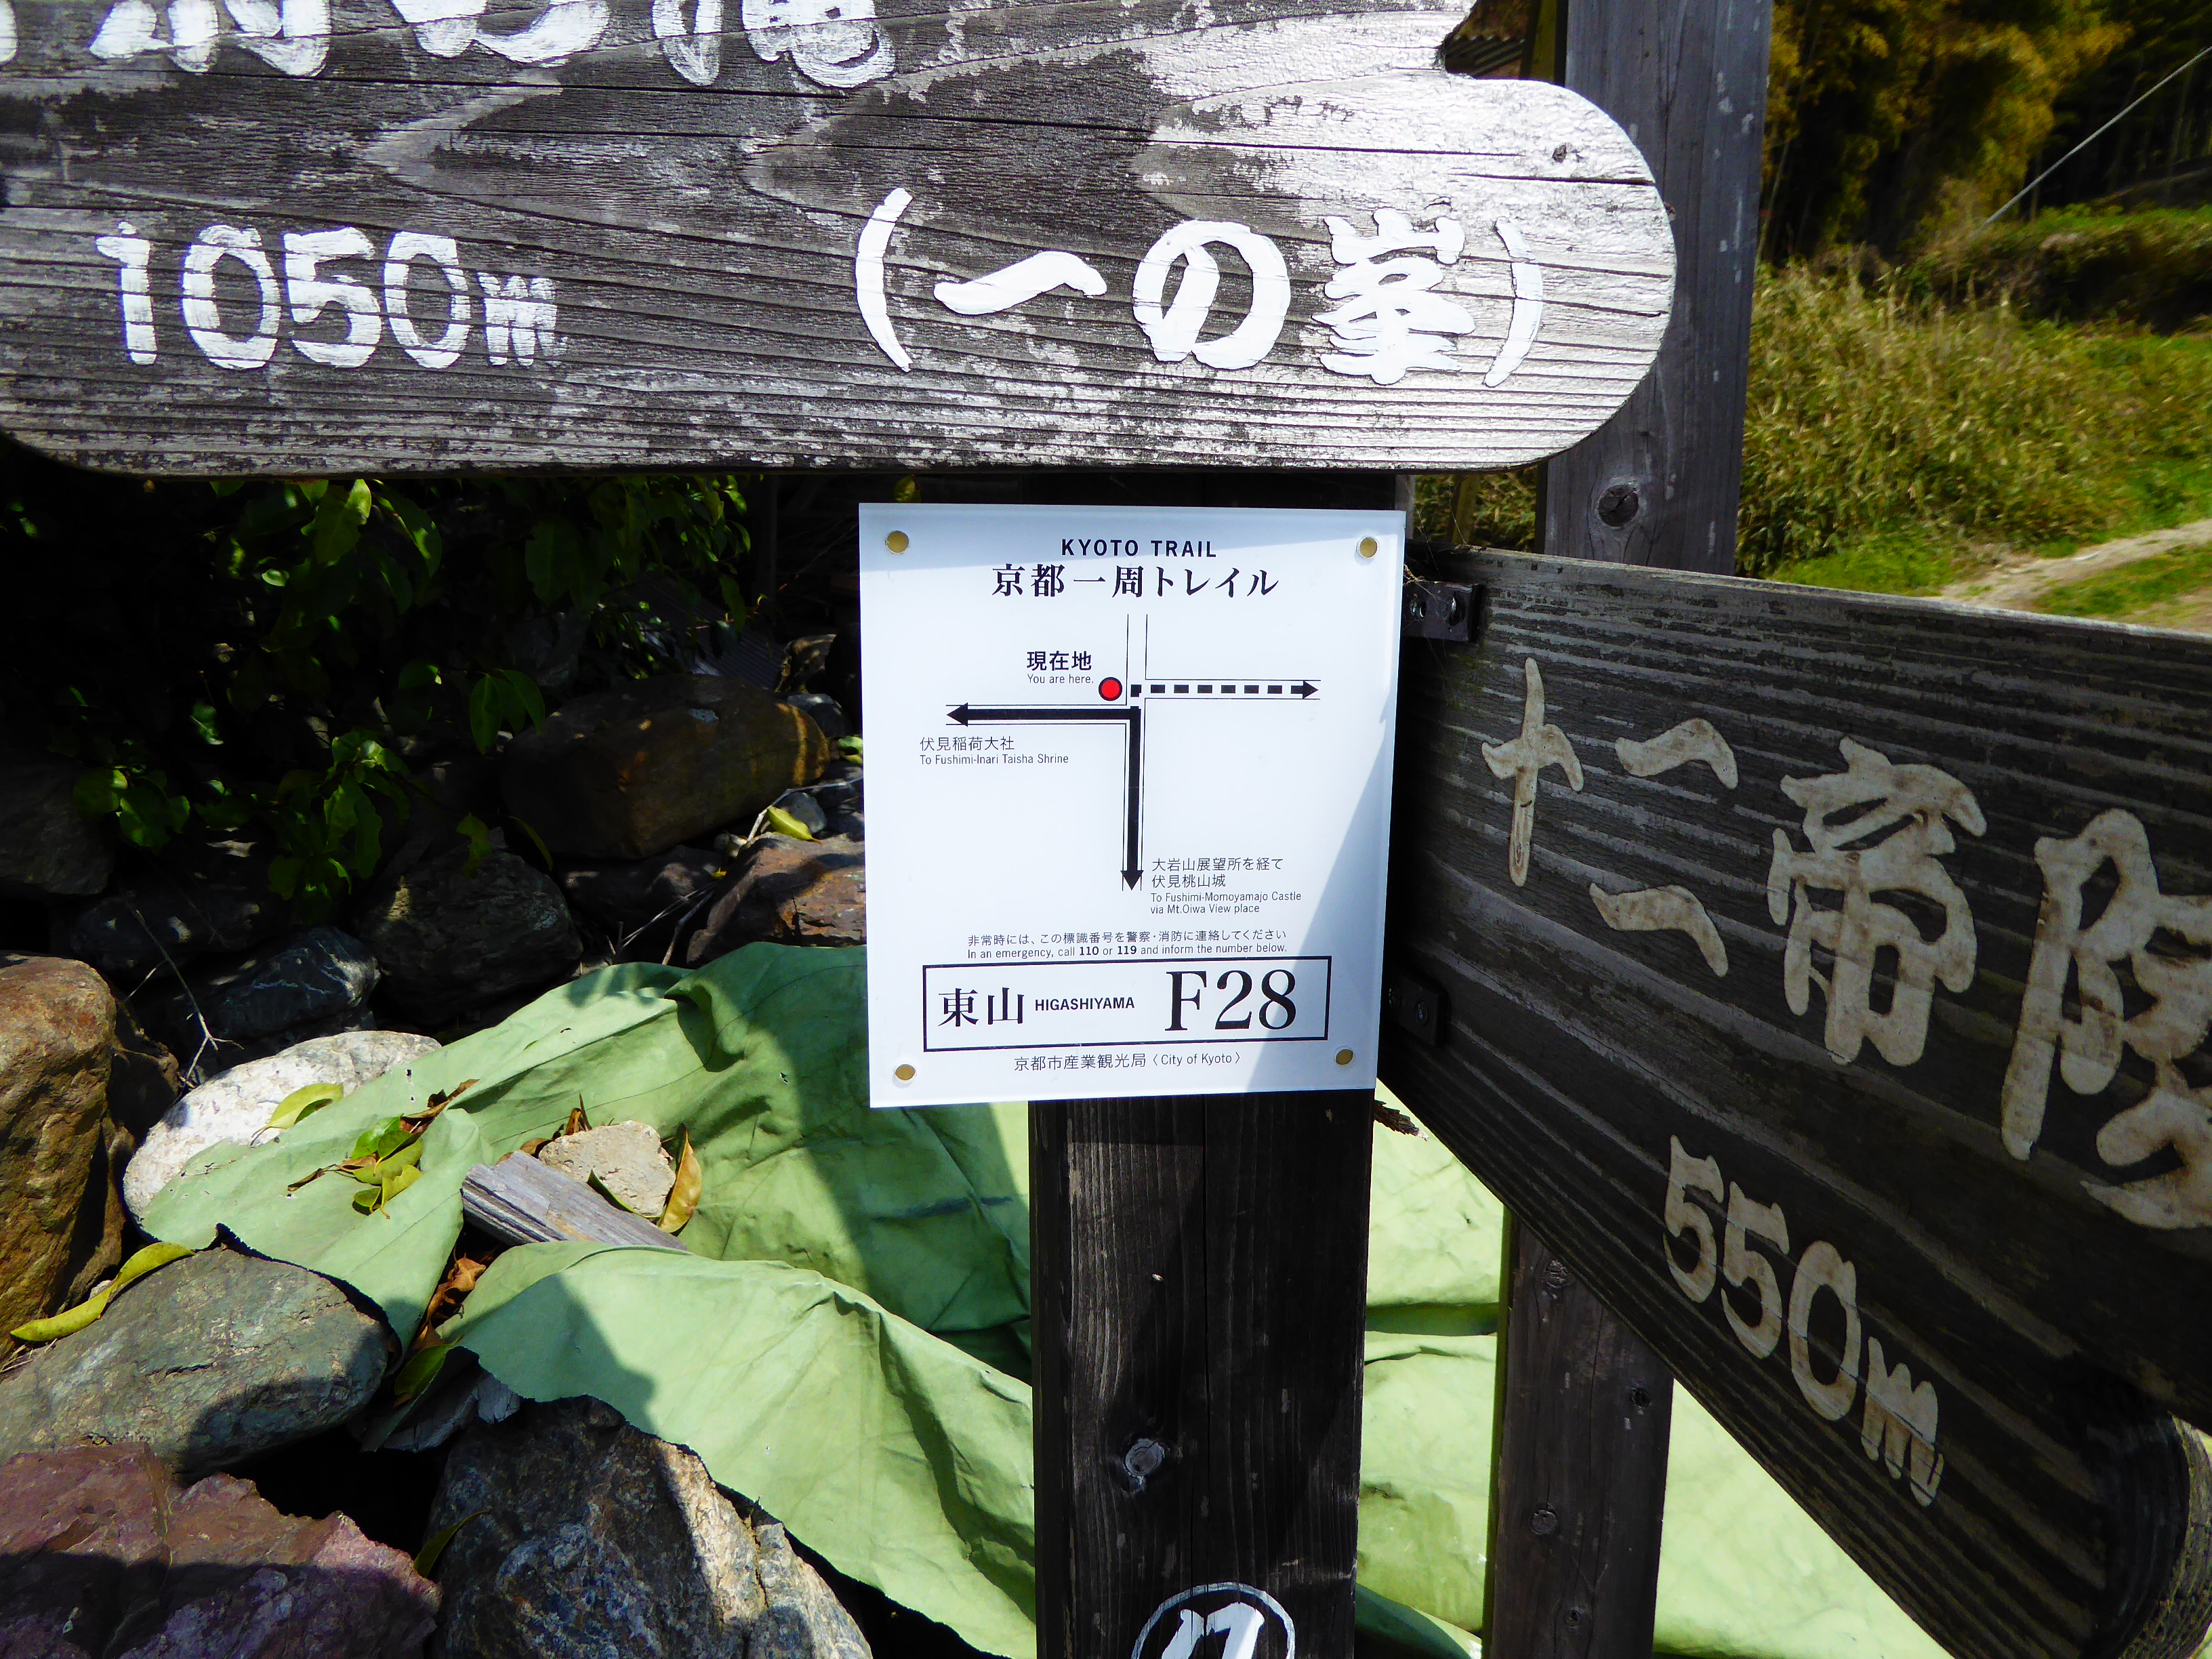 1050m (一の峯)
KYOTO TRAIL
京都一周トレイル
現在地
You are here.
伏見稲荷大社
To Fushimi-Inari Taisha Shrine
大岩山展望所を経て
伏見桃山城
To Fushimi-Momoyamajo Castle
via Mt.Oiwa View place
非常時には、この標識番号を警察・消防に連絡してください
In an emergency, call 110 or 119 and inform the number below.
東山 HIGASHIYAMA F28
京都市産業観光局〈City of Kyoto〉
十二帝陵
550m